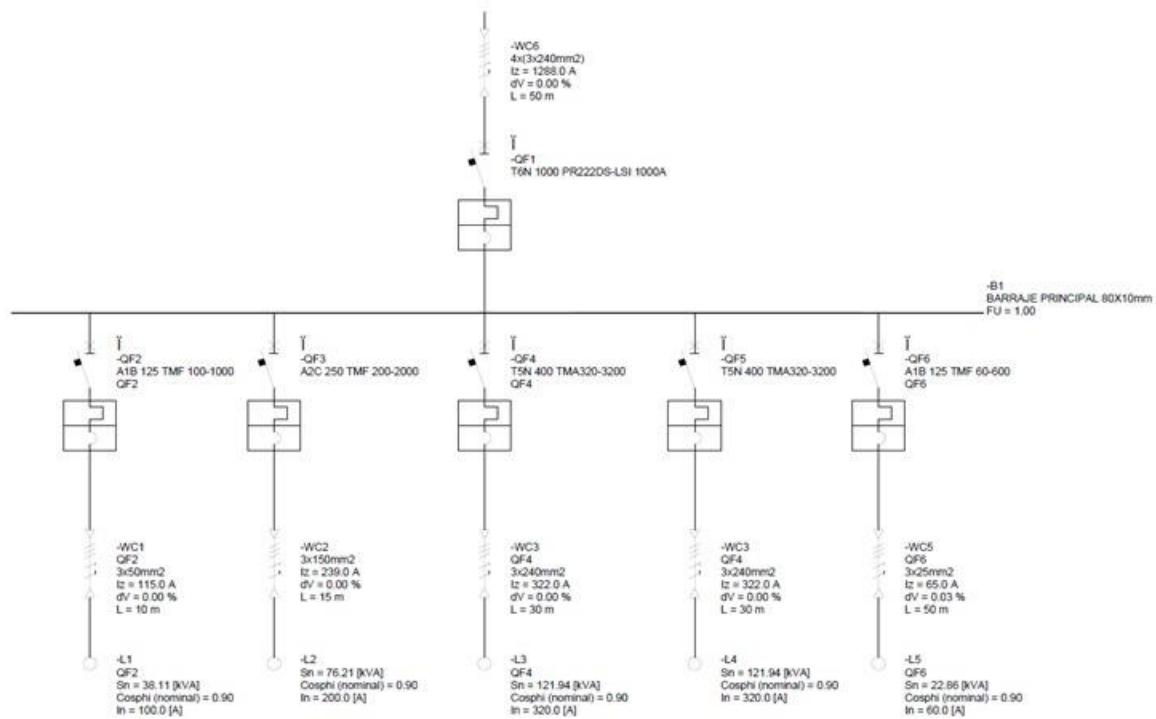 -WC6
4x(3x240mm2)
Iz = 1288.0 A
dV = 0.00 %
L = 50 m
-QF1
T6N 1000 PR222DS-LSI 1000A
-B1
BARRAJE PRINCIPAL 80X10mm
FU = 1.00
-QF2
A1B 125 TMF 100-1000
QF2
-QF3
A2C 250 TMF 200-2000
-QF4
T5N 400 TMA320-3200
QF4
-QF5
T5N 400 TMA320-3200
-QF6
A1B 125 TMF 60-600
QF6
-WC1
QF2
3x50mm2
Iz = 115.0 A
dV = 0.00 %
L = 10 m
-WC2
3x150mm2
Iz = 239.0 A
dV = 0.00 %
L = 15 m
-WC3
QF4
3x240mm2
Iz = 322.0 A
dV = 0.00 %
L = 30 m
-WC3
QF4
3x240mm2
Iz = 322.0 A
dV = 0.00 %
L = 30 m
-WC5
QF6
3x25mm2
Iz = 65.0 A
dV = 0.03 %
L = 50 m
-L1
QF2
Sn = 38.11 [kVA]
Cosphi (nominal) = 0.90
In = 100.0 [A]
-L2
Sn = 76.21 [kVA]
Cosphi (nominal) = 0.90
In = 200.0 [A]
-L3
QF4
Sn = 121.94 [kVA]
Cosphi (nominal) = 0.90
In = 320.0 [A]
-L4
Sn = 121.94 [kVA]
Cosphi (nominal) = 0.90
In = 320.0 [A]
-L5
QF6
Sn = 22.86 [kVA]
Cosphi (nominal) = 0.90
In = 60.0 [A]